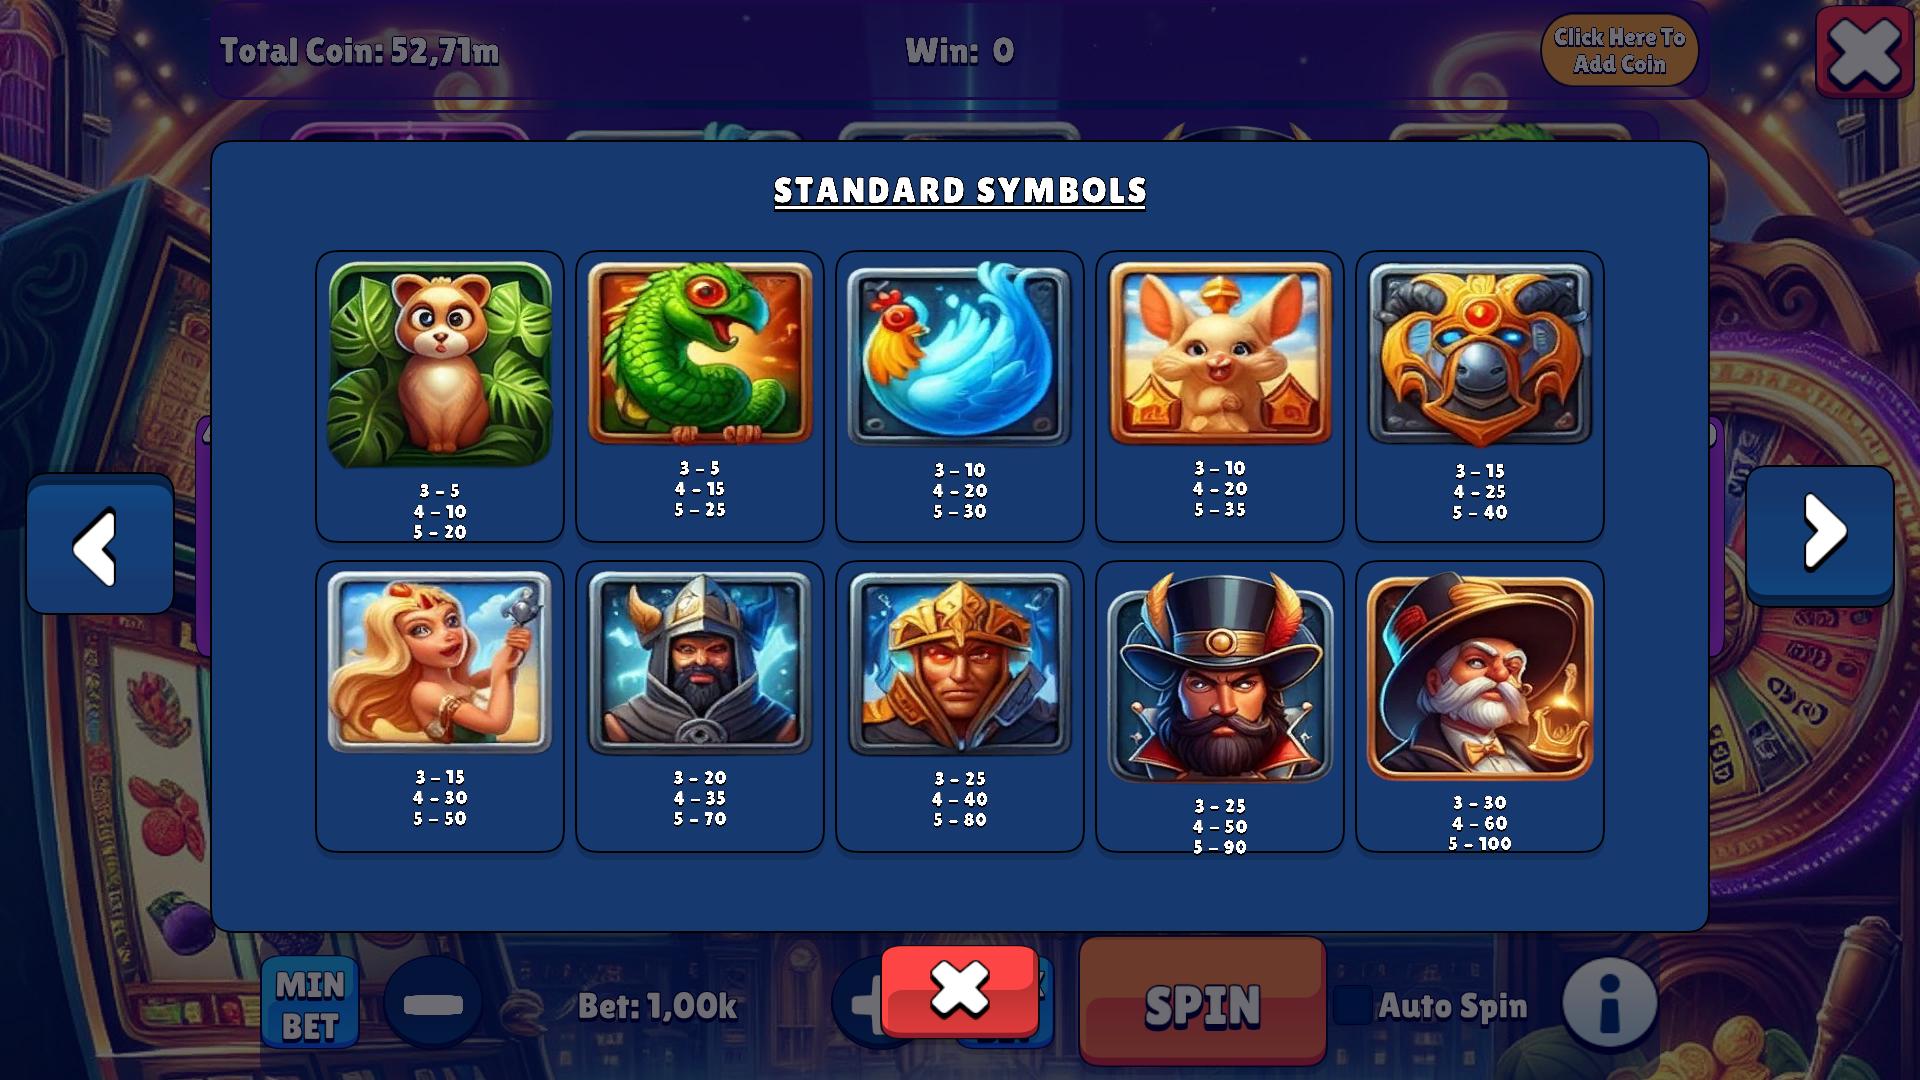 Total Coin: 52,71m
Win: 0
Click Here To
Add Coin
STANDARD SYMBOLS
3 - 5
4 - 10
5 - 20
3 - 5
4 - 15
5 - 25
3 - 10
4 - 20
5 - 30
3 - 10
4 - 20
5 - 35
3 - 15
4 - 25
5 - 40
3 - 15
4 - 30
5 - 50
3 - 20
4 - 35
5 - 70
3 - 25
4 - 40
5 - 80
3 - 25
4 - 50
5 - 90
3 - 30
4 - 60
5 - 100
MIN
BET
Bet: 1,00k
SPIN
Auto Spin